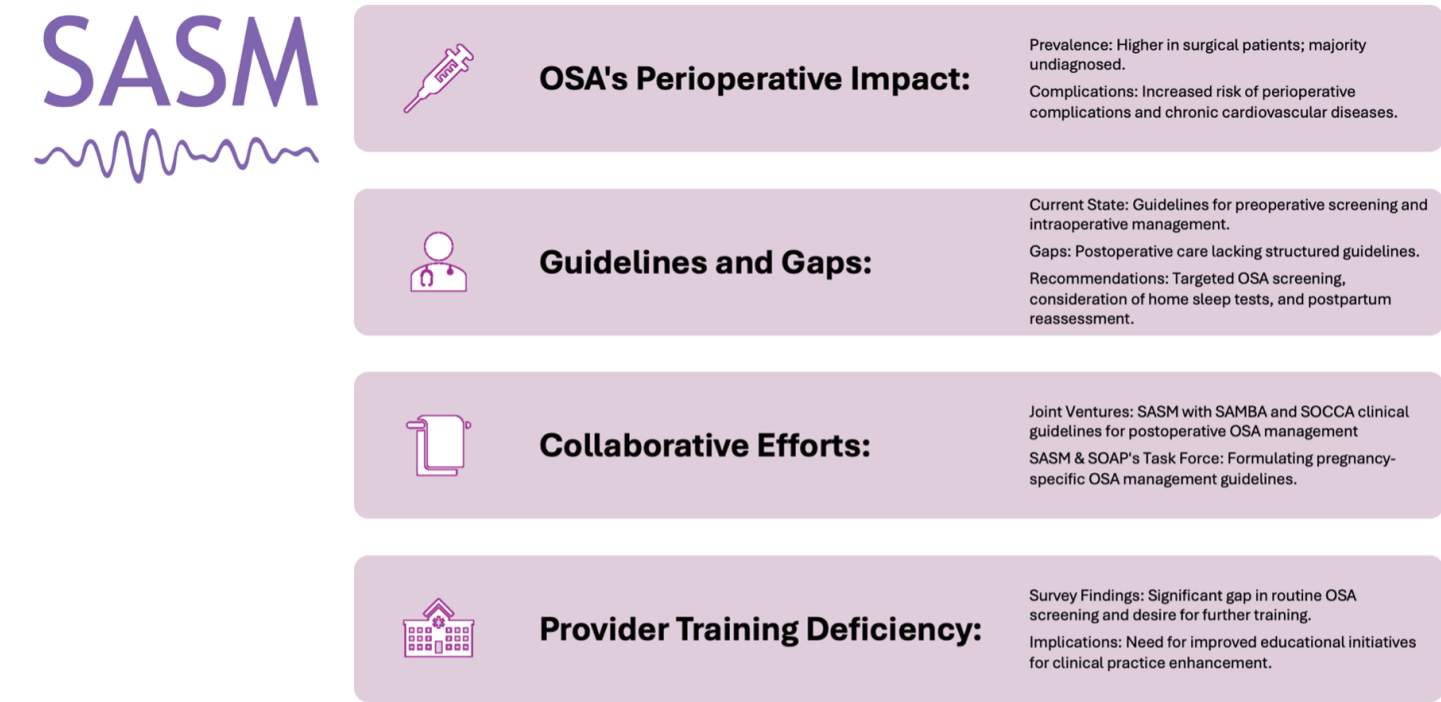 SASM
OSA's Perioperative Impact:
Prevalence: Higher in surgical patients; majority
undiagnosed.
Complications: Increased risk of perioperative
complications and chronic cardiovascular diseases.
Guidelines and Gaps:
Current State: Guidelines for preoperative screening and
intraoperative management.
Gaps: Postoperative care lacking structured guidelines.
Recommendations: Targeted OSA screening,
consideration of home sleep tests, and postpartum
reassessment.
Collaborative Efforts:
Joint Ventures: SASM with SAMBA and SOCCA clinical
guidelines for postoperative OSA management
SASM & SOAP's Task Force: Formulating pregnancy-
specific OSA management guidelines.
Provider Training Deficiency:
Survey Findings: Significant gap in routine OSA
screening and desire for further training.
Implications: Need for improved educational initiatives
for clinical practice enhancement.